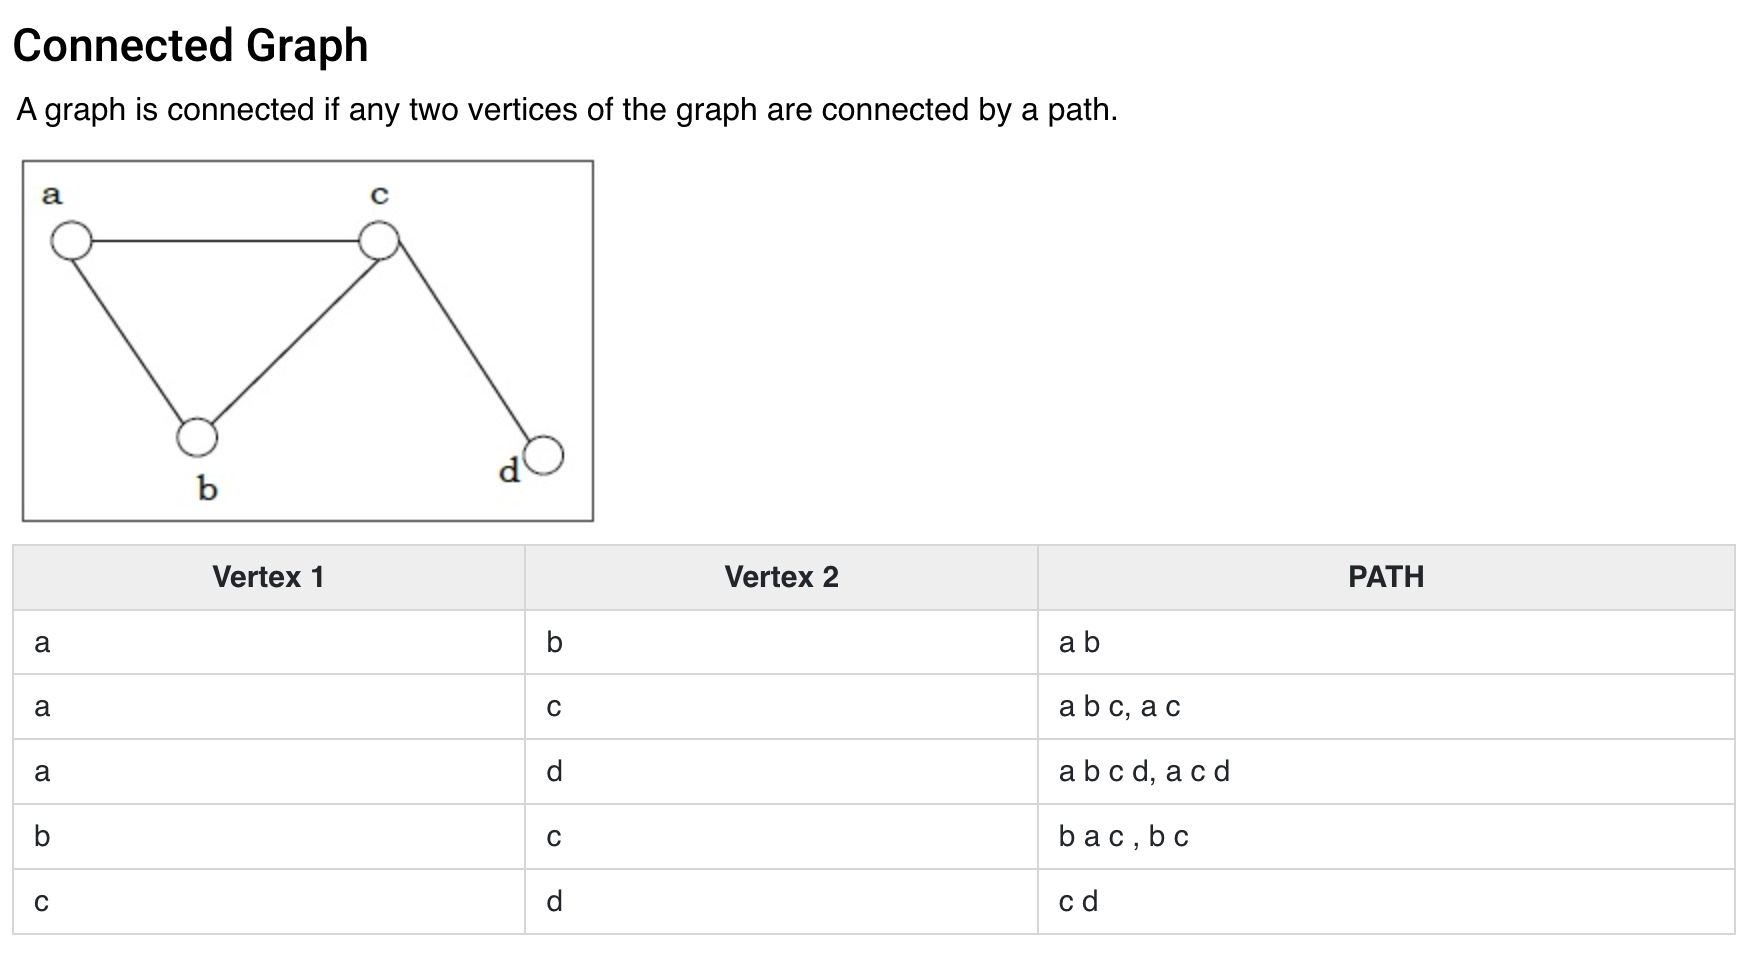 Connected Graph
A graph is connected if any two vertices of the graph are connected by a path.
a c
b
d
Vertex 1 Vertex 2 PATH
a b a b
a c a b c, a c
a d a b c d, a c d
b c b a c , b c
c d c d